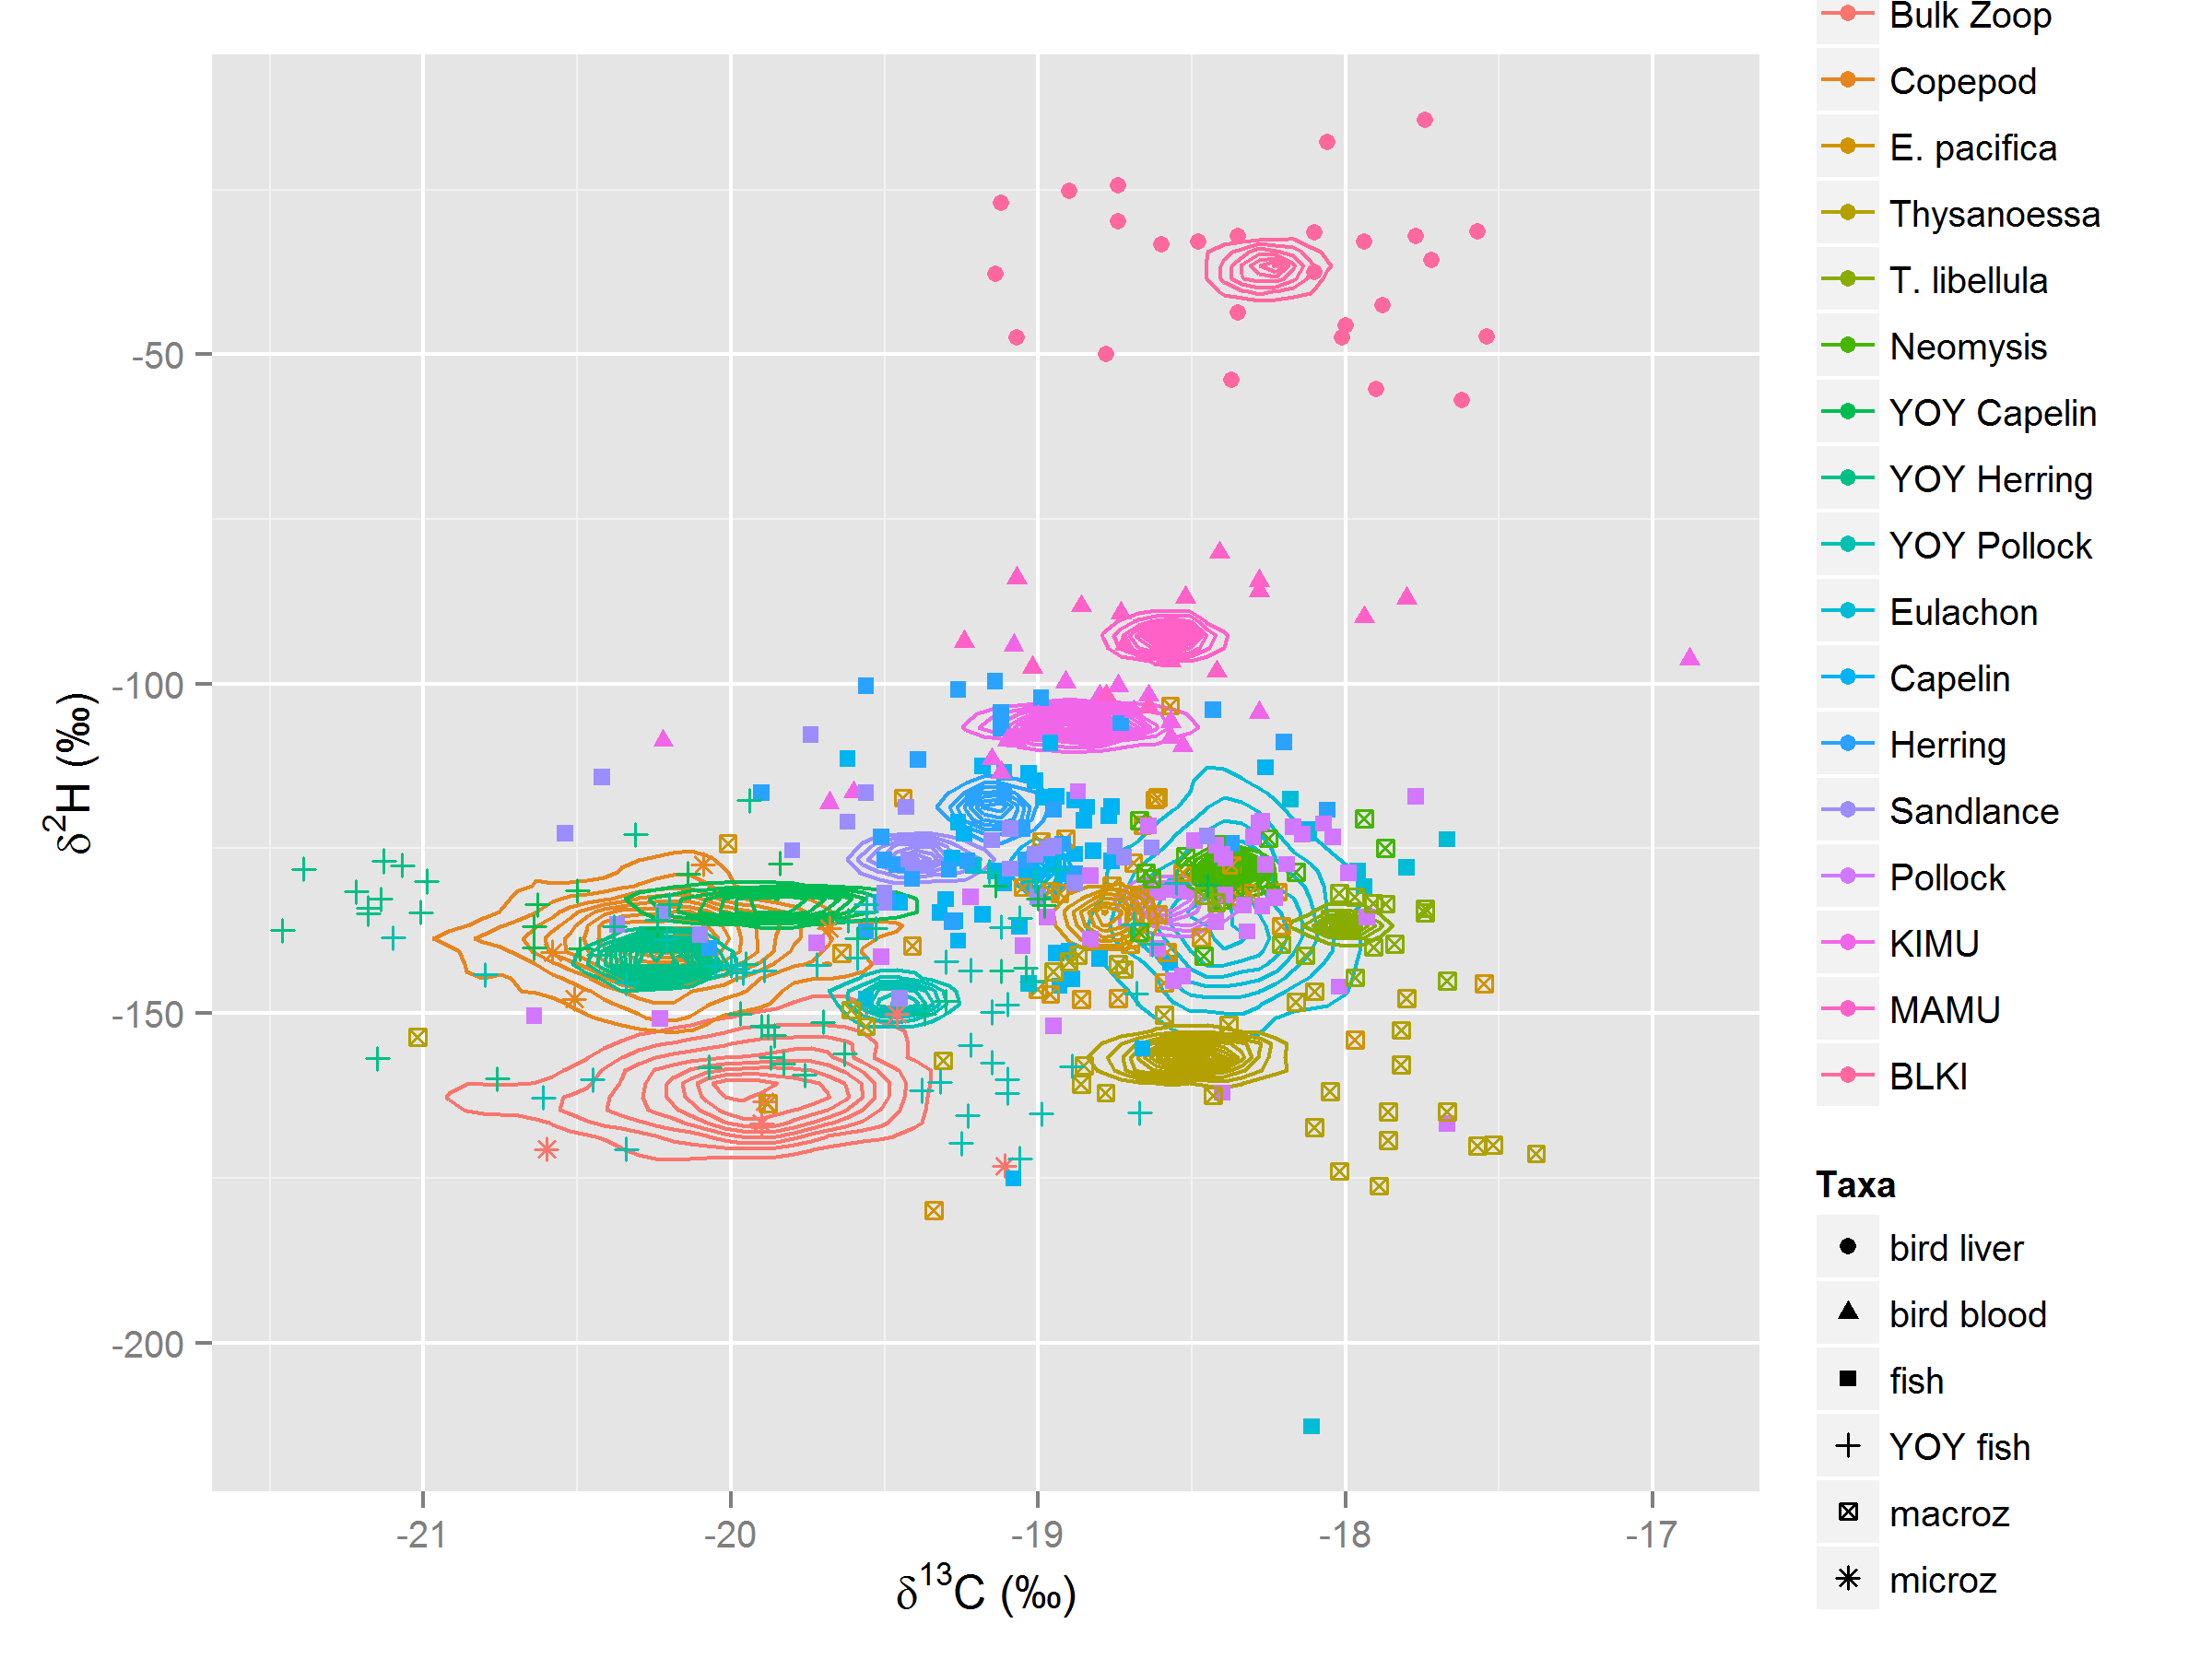 Bulk Zoop
Copepod
E. pacifica
Thysanoessa
T. libellula
Neomysis
YOY Capelin
YOY Herring
YOY Pollock
Eulachon
Capelin
Herring
Sandlance
Pollock
KIMU
MAMU
BLKI
Taxa
bird liver
bird blood
fish
YOY fish
macroz
microz
-50
-100
-150
-200
δ²H (‰)
-21 -20 -19 -18 -17
δ¹³C (‰)